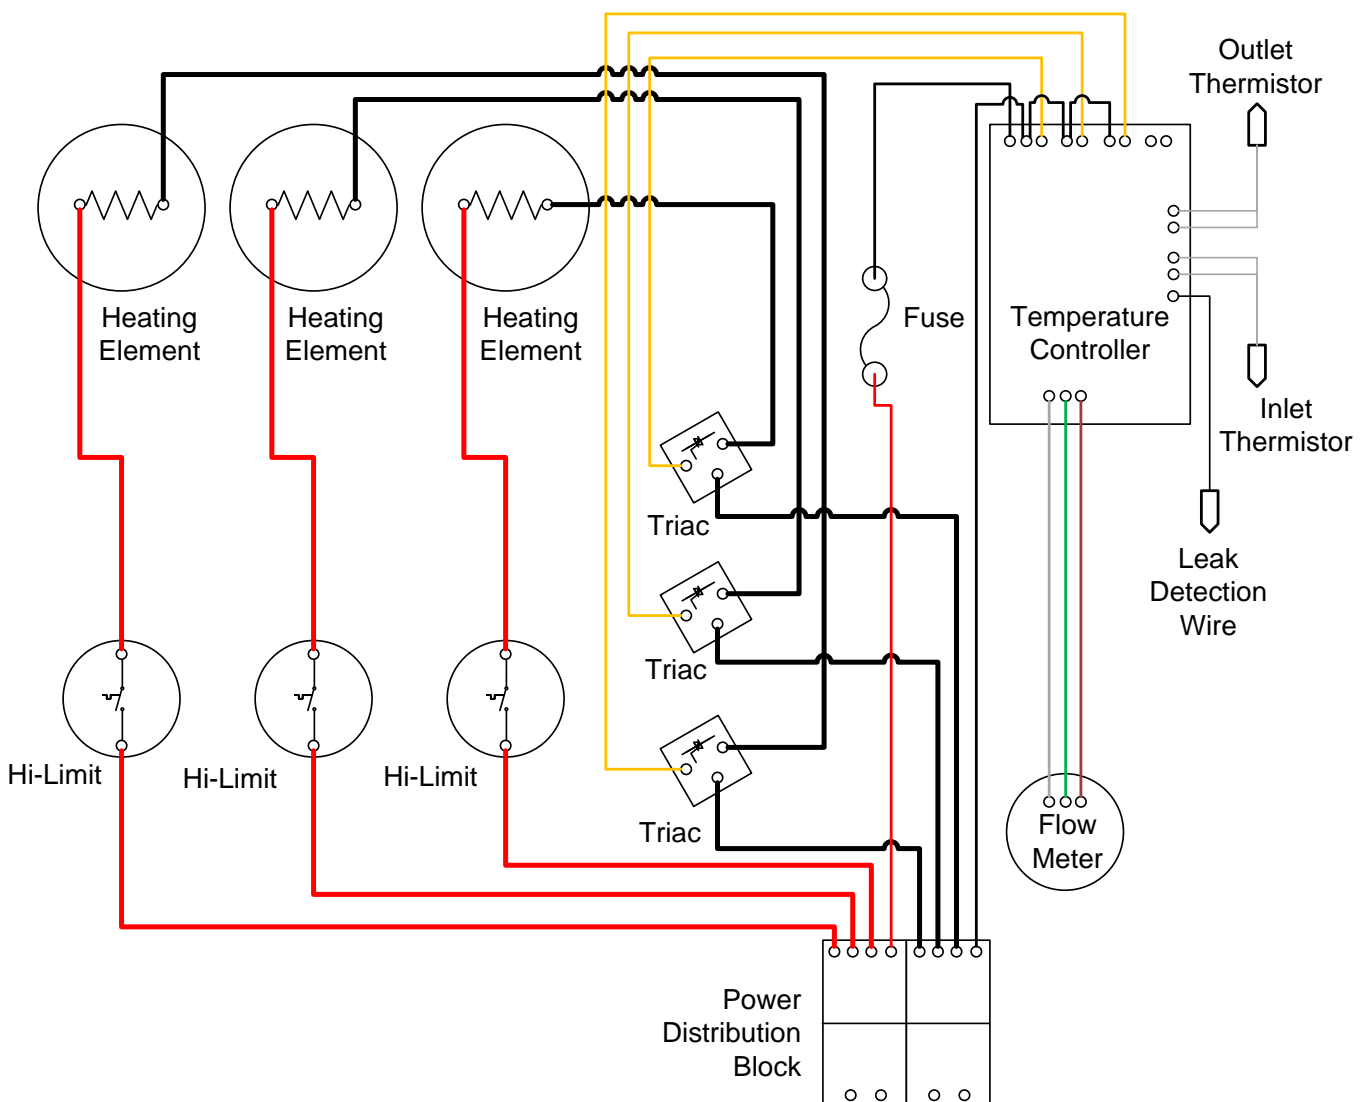 Outlet
Thermistor
Heating
Element
Heating
Element
Heating
Element
Fuse
Temperature
Controller
Inlet
Thermistor
Triac
Leak
Detection
Wire
Triac
Hi-Limit
Hi-Limit
Hi-Limit
Triac
Flow
Meter
Power
Distribution
Block